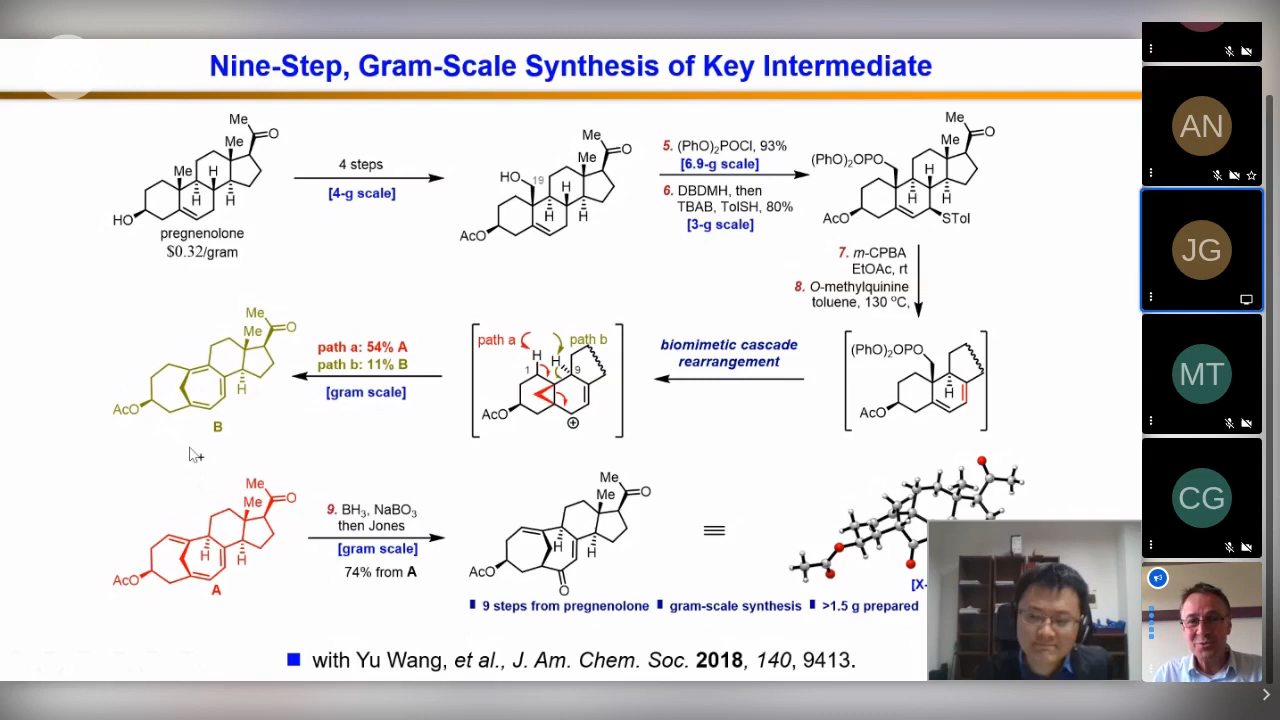 Nine-Step, Gram-Scale Synthesis of Key Intermediate
Me
Me
Me
O
H
H
H
HO
pregnenolone
$0.32/gram
4 steps
[4-g scale]
Me
Me
O
HO
19
H
H
H
AcO
5. (PhO)₂POCl, 93%
[6.9-g scale]
6. DBDMH, then
TBAB, TolSH, 80%
[3-g scale]
Me
Me
O
(PhO)₂OPO
H
H
H
AcO
STol
7. m-CPBA
EtOAc, rt
8. O-methylquinine
toluene, 130 ºC,
(PhO)₂OPO
H
AcO
biomimetic cascade
rearrangement
path a
path b
H
H
1
9
AcO
⊕
path a: 54% A
path b: 11% B
[gram scale]
Me
Me
O
H
AcO
B
Me
Me
O
H
H
AcO
A
9. BH₃, NaBO₃
then Jones
[gram scale]
74% from A
Me
Me
O
H
H
AcO
O
≡
[X-
9 steps from pregnenolone
gram-scale synthesis
>1.5 g prepared
with Yu Wang, et al., J. Am. Chem. Soc. 2018, 140, 9413.
AN
JG
MT
CG